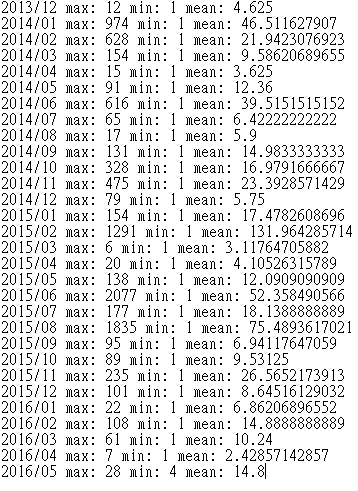 2013/12 max: 12 min: 1 mean: 4.625
2014/01 max: 974 min: 1 mean: 46.511627907
2014/02 max: 628 min: 1 mean: 21.9423076923
2014/03 max: 154 min: 1 mean: 9.58620689655
2014/04 max: 15 min: 1 mean: 3.625
2014/05 max: 91 min: 1 mean: 12.36
2014/06 max: 616 min: 1 mean: 39.5151515152
2014/07 max: 65 min: 1 mean: 6.42222222222
2014/08 max: 17 min: 1 mean: 5.9
2014/09 max: 131 min: 1 mean: 14.9833333333
2014/10 max: 328 min: 1 mean: 16.9791666667
2014/11 max: 475 min: 1 mean: 23.3928571429
2014/12 max: 79 min: 1 mean: 5.75
2015/01 max: 154 min: 1 mean: 17.4782608696
2015/02 max: 1291 min: 1 mean: 131.964285714
2015/03 max: 6 min: 1 mean: 3.11764705882
2015/04 max: 20 min: 1 mean: 4.10526315789
2015/05 max: 138 min: 1 mean: 12.0909090909
2015/06 max: 2077 min: 1 mean: 52.358490566
2015/07 max: 177 min: 1 mean: 18.1388888889
2015/08 max: 1835 min: 1 mean: 75.4893617021
2015/09 max: 95 min: 1 mean: 6.94117647059
2015/10 max: 89 min: 1 mean: 9.53125
2015/11 max: 235 min: 1 mean: 26.5652173913
2015/12 max: 101 min: 1 mean: 8.64516129032
2016/01 max: 22 min: 1 mean: 6.86206896552
2016/02 max: 108 min: 1 mean: 14.8888888889
2016/03 max: 61 min: 1 mean: 10.24
2016/04 max: 7 min: 1 mean: 2.42857142857
2016/05 max: 28 min: 4 mean: 14.8